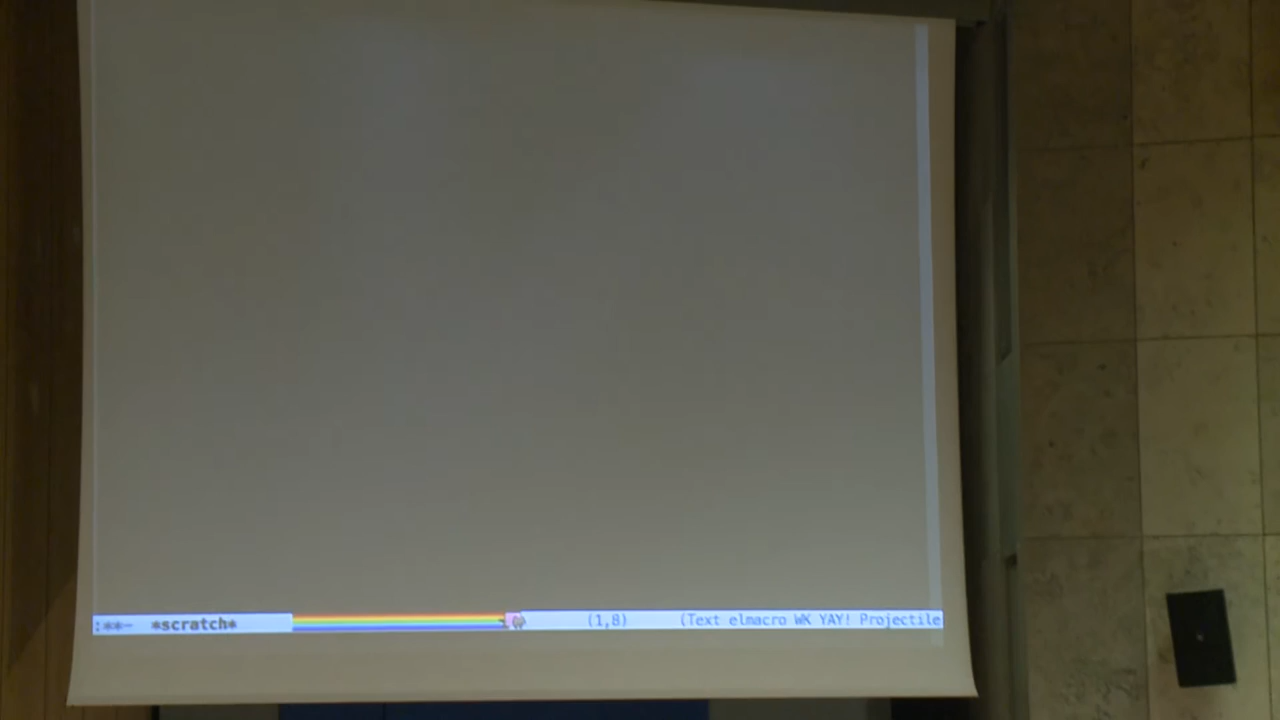 :**-  *scratch*  (1,8)  (Text elmacro WK YAY! Projectile